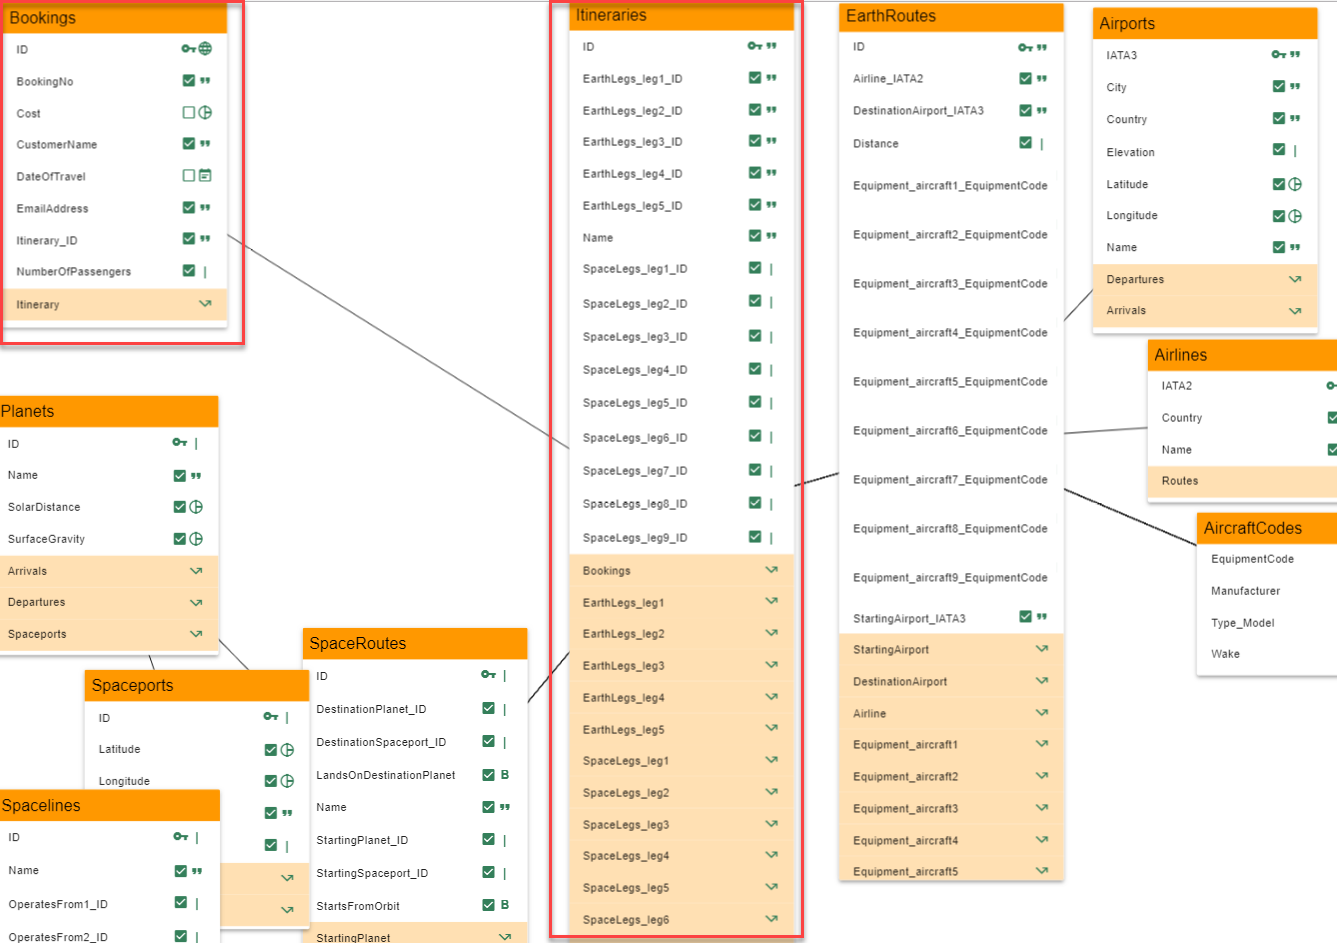 Bookings
ID
BookingNo
Cost
CustomerName
DateOfTravel
EmailAddress
Itinerary_ID
NumberOfPassengers
Itinerary
Planets
ID
Name
SolarDistance
SurfaceGravity
Arrivals
Departures
Spaceports
Spaceports
ID
Latitude
Longitude
Spacelines
ID
Name
OperatesFrom1_ID
OperatesFrom2_ID
SpaceRoutes
ID
DestinationPlanet_ID
DestinationSpaceport_ID
LandsOnDestinationPlanet B
Name
StartingPlanet_ID
StartingSpaceport_ID
StartsFromOrbit B
StartingPlanet
Itineraries
ID
EarthLegs_leg1_ID
EarthLegs_leg2_ID
EarthLegs_leg3_ID
EarthLegs_leg4_ID
EarthLegs_leg5_ID
Name
SpaceLegs_leg1_ID
SpaceLegs_leg2_ID
SpaceLegs_leg3_ID
SpaceLegs_leg4_ID
SpaceLegs_leg5_ID
SpaceLegs_leg6_ID
SpaceLegs_leg7_ID
SpaceLegs_leg8_ID
SpaceLegs_leg9_ID
Bookings
EarthLegs_leg1
EarthLegs_leg2
EarthLegs_leg3
EarthLegs_leg4
EarthLegs_leg5
SpaceLegs_leg1
SpaceLegs_leg2
SpaceLegs_leg3
SpaceLegs_leg4
SpaceLegs_leg5
SpaceLegs_leg6
EarthRoutes
ID
Airline_IATA2
DestinationAirport_IATA3
Distance
Equipment_aircraft1_EquipmentCode
Equipment_aircraft2_EquipmentCode
Equipment_aircraft3_EquipmentCode
Equipment_aircraft4_EquipmentCode
Equipment_aircraft5_EquipmentCode
Equipment_aircraft6_EquipmentCode
Equipment_aircraft7_EquipmentCode
Equipment_aircraft8_EquipmentCode
Equipment_aircraft9_EquipmentCode
StartingAirport_IATA3
StartingAirport
DestinationAirport
Airline
Equipment_aircraft1
Equipment_aircraft2
Equipment_aircraft3
Equipment_aircraft4
Equipment_aircraft5
Airports
IATA3
City
Country
Elevation
Latitude
Longitude
Name
Departures
Arrivals
Airlines
IATA2
Country
Name
Routes
AircraftCodes
EquipmentCode
Manufacturer
Type_Model
Wake